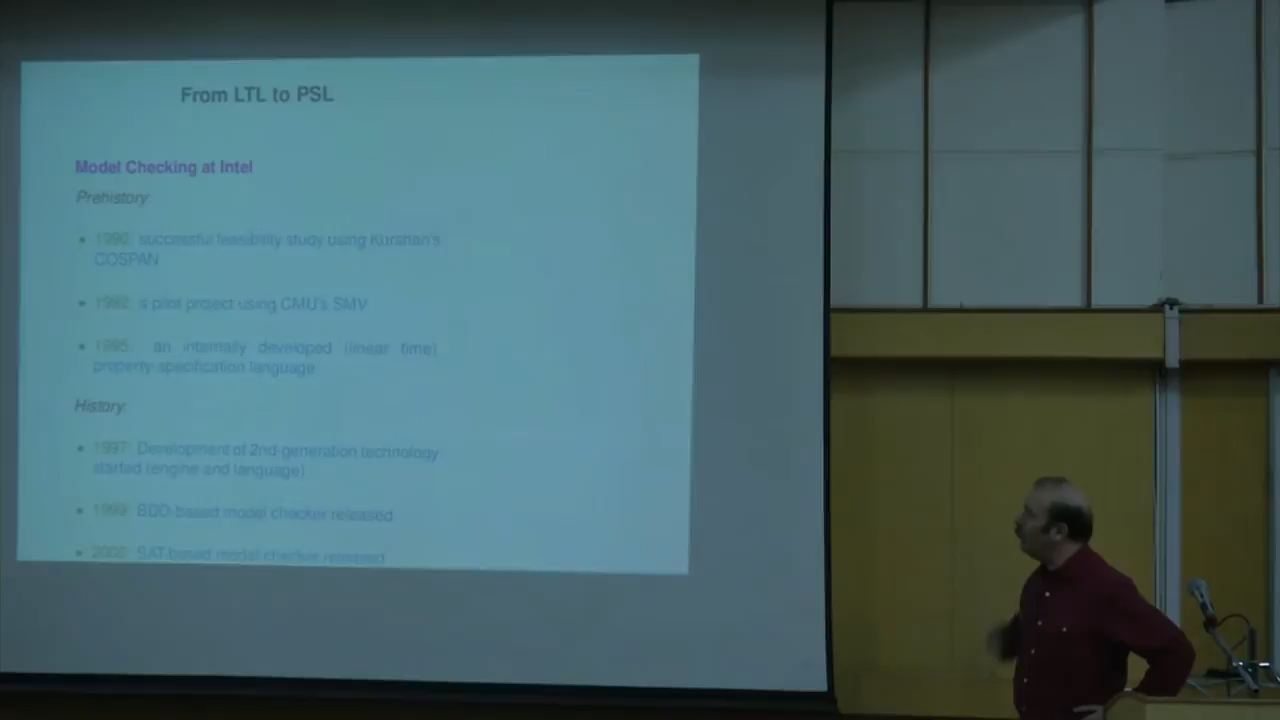 From LTL to PSL
Model Checking at Intel
Prehistory:
• 1990: successful feasibility study using Kurshan's
COSPAN
• 1992: a pilot project using CMU's SMV
• 1995: an internally developed (linear time)
property-specification language
History:
• 1997: Development of 2nd-generation technology
started (engine and language)
• 1999: BDD-based model checker released
• 2000: SAT-based model checker released